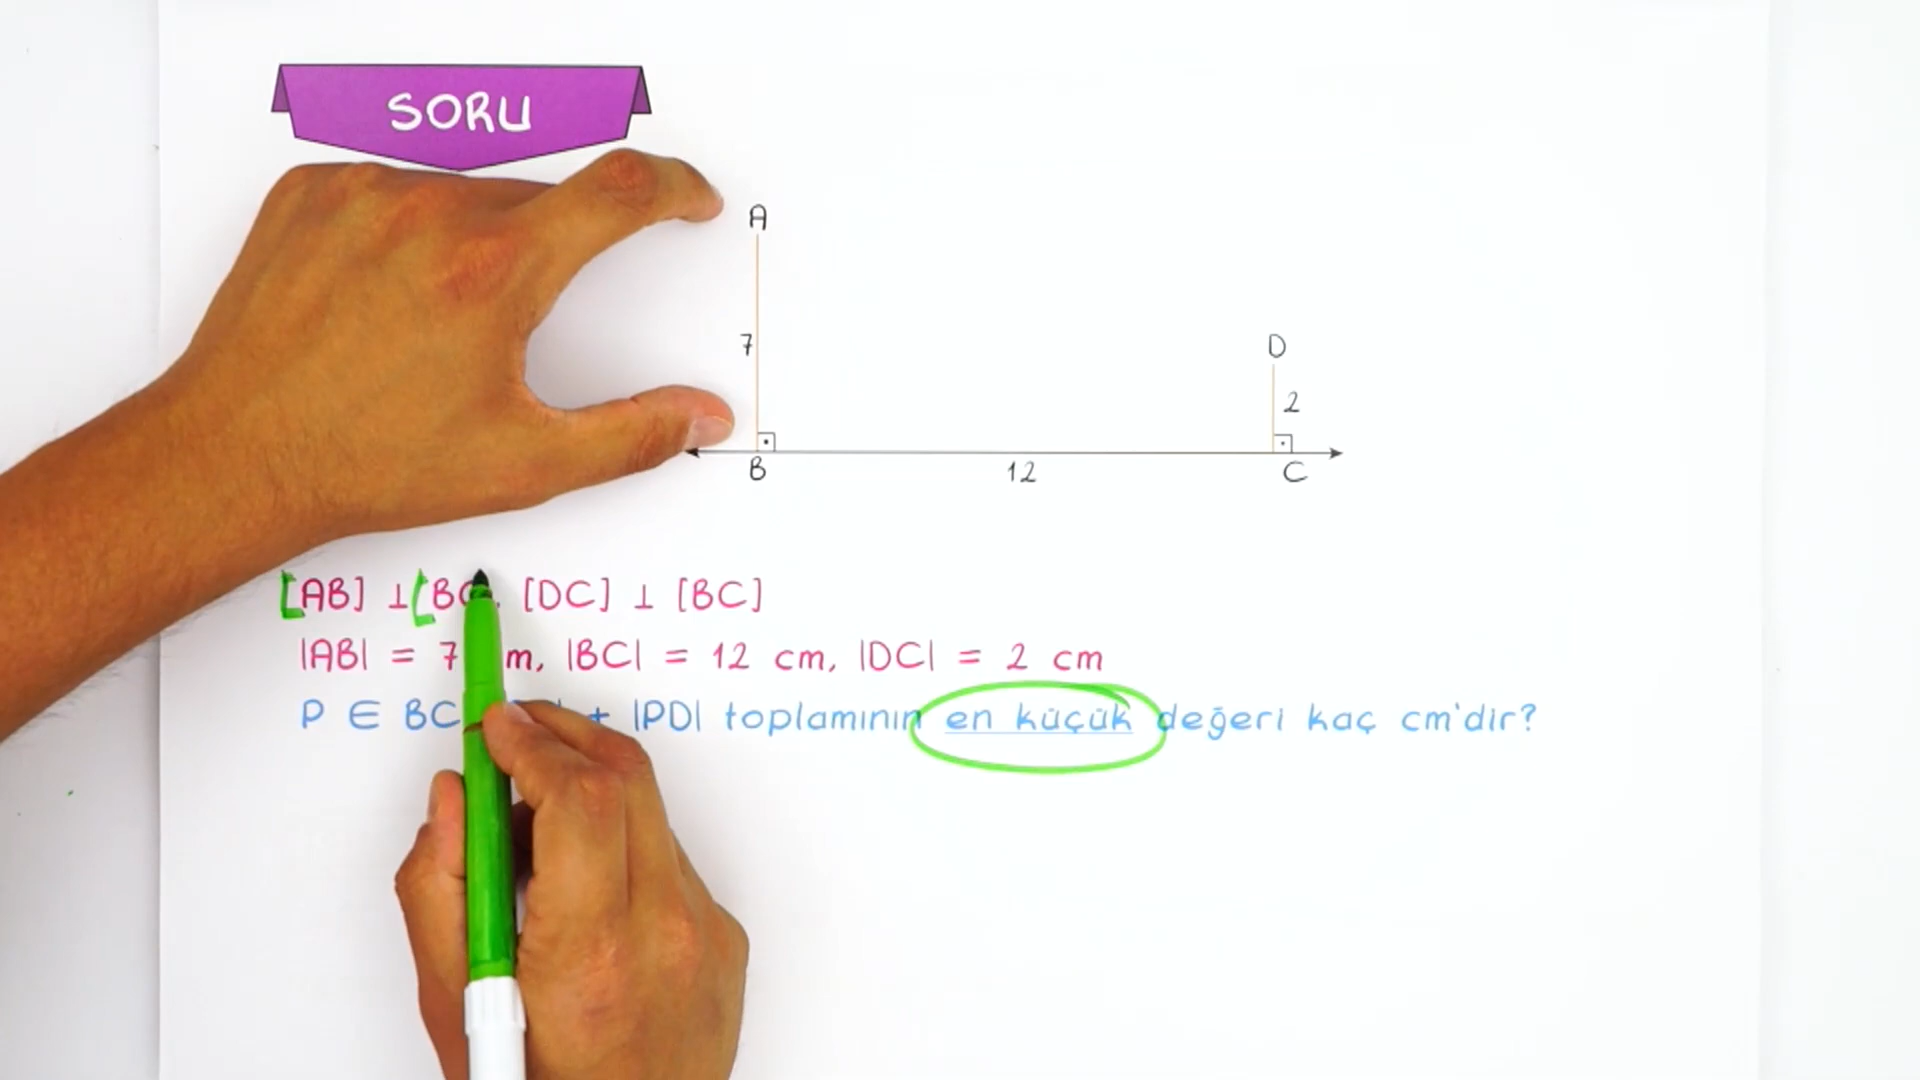 SORU
A
7
D
2
B
12
C
[AB] ⊥ [BC [DC] ⊥ [BC]
|AB| = 7 m, |BC| = 12 cm, |DC| = 2 cm
P ∈ BC + |PD| toplamının en küçük değeri kaç cm'dir?